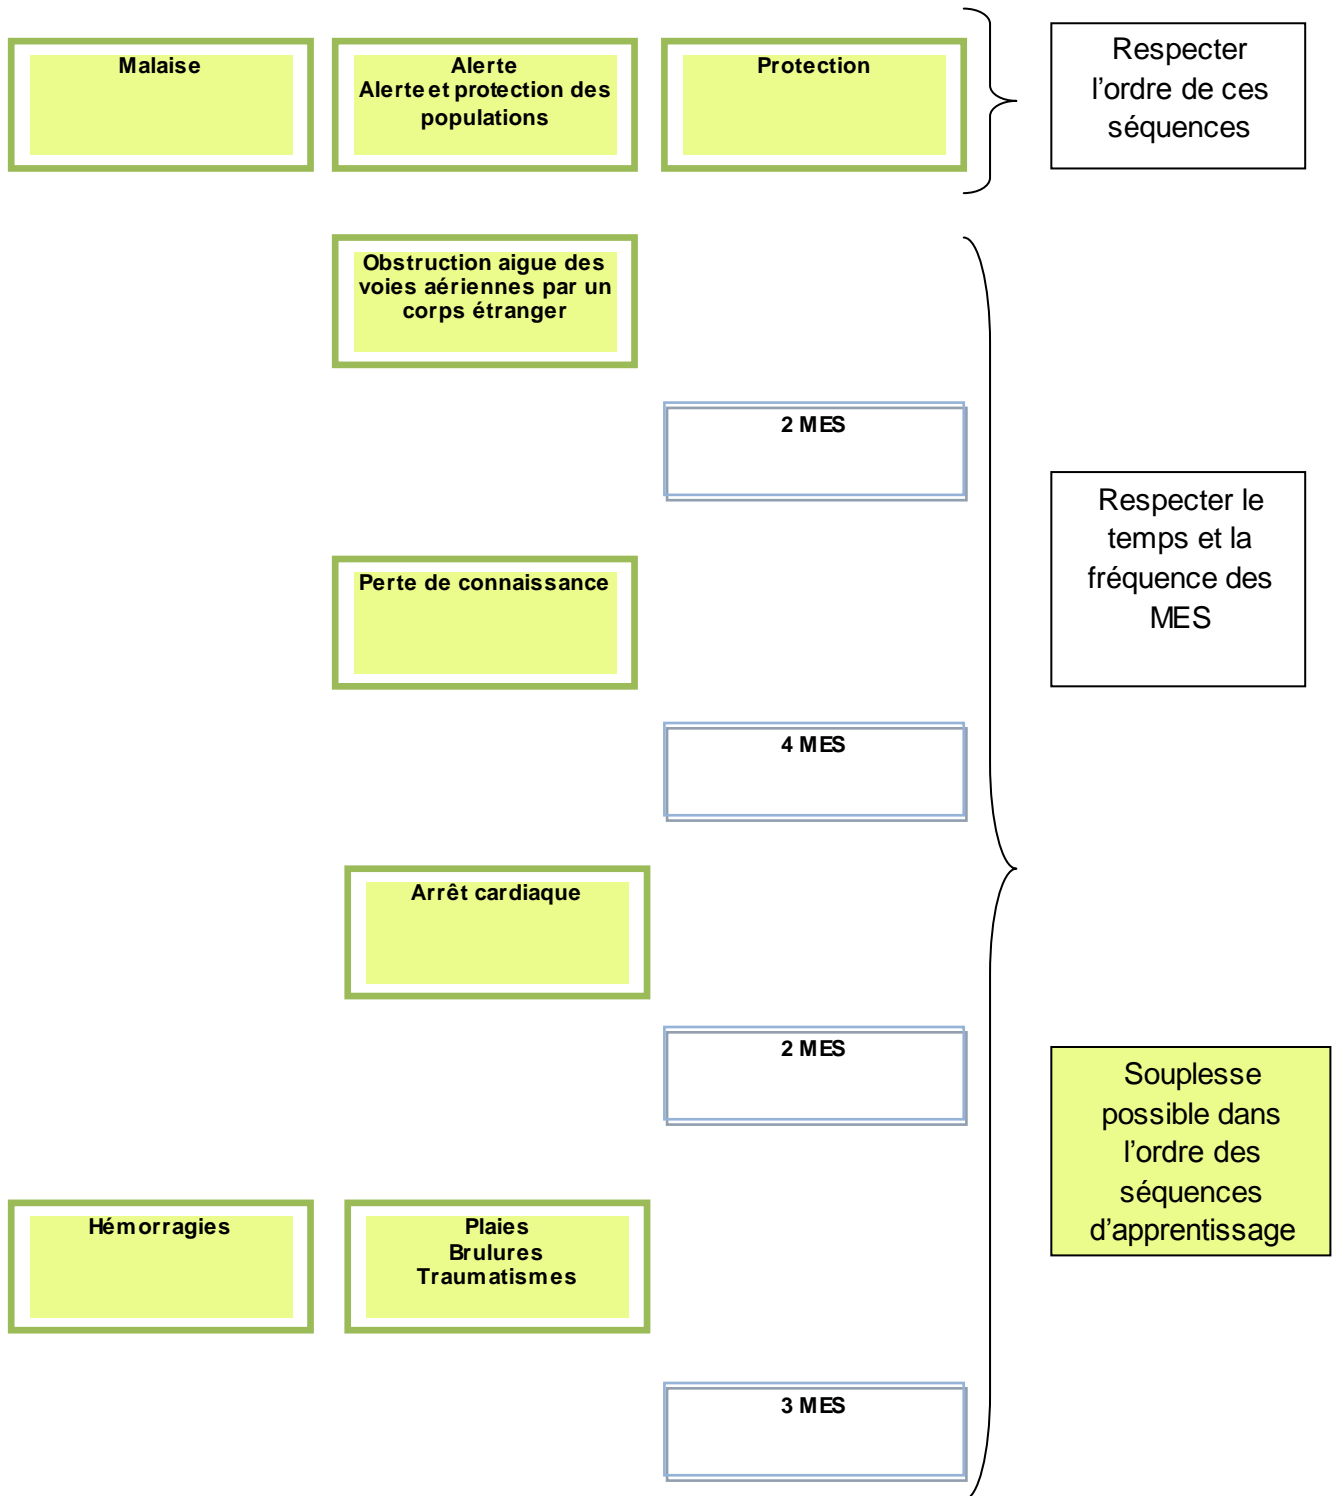 Malaise
Alerte
Alerte et protection des
populations
Protection
Respecter
l’ordre de ces
séquences
Obstruction aigue des
voies aériennes par un
corps étranger
2 MES
Respecter le
temps et la
fréquence des
MES
Perte de connaissance
4 MES
Arrêt cardiaque
2 MES
Souplesse
possible dans
l’ordre des
séquences
d’apprentissage
Hémorragies
Plaies
Brulures
Traumatismes
3 MES